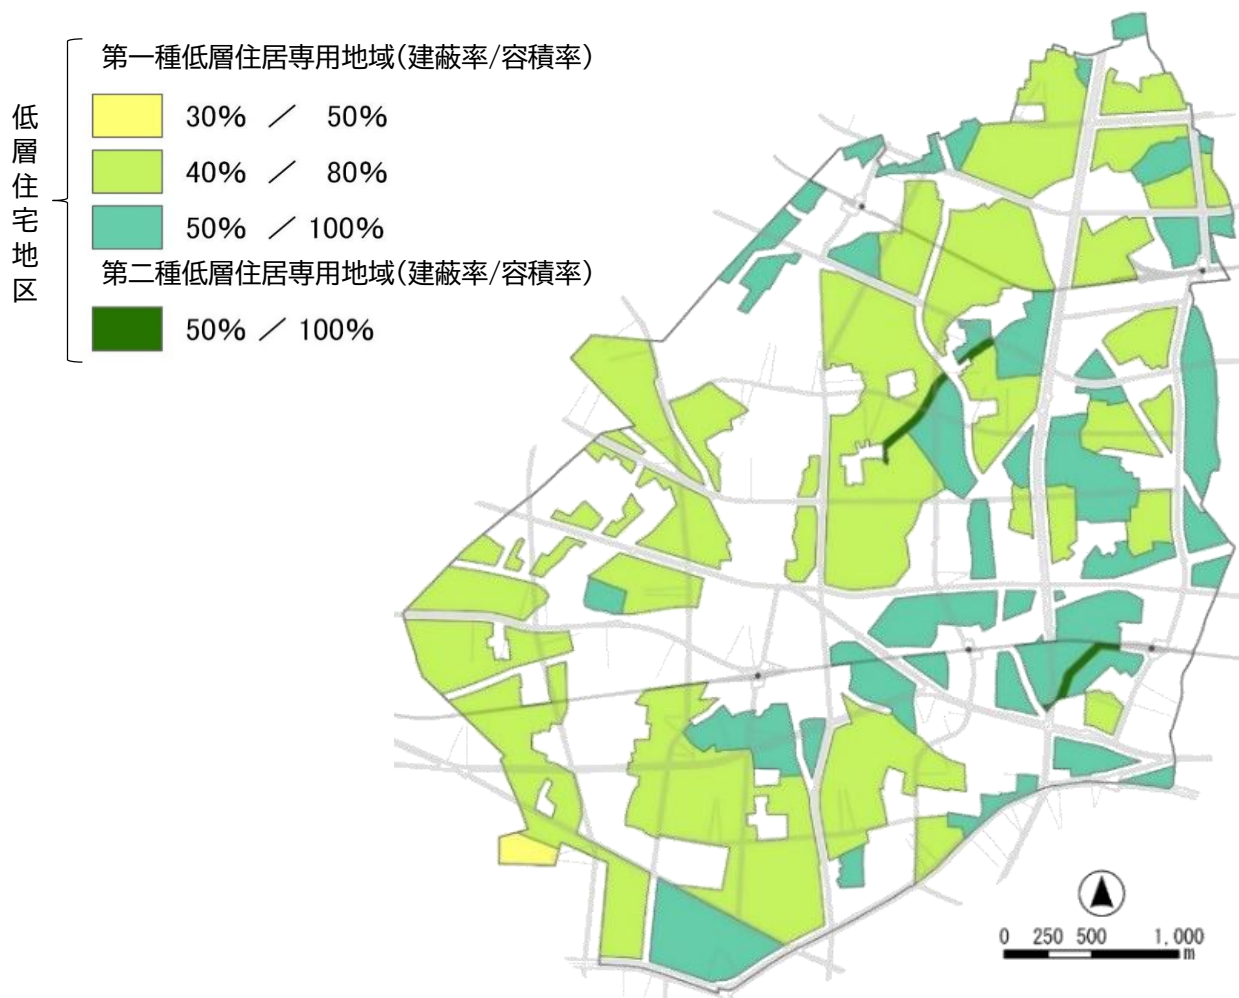 低層住宅地区
第一種低層住居専用地域(建蔽率/容積率)
30% ／ 50%
40% ／ 80%
50% ／ 100%
第二種低層住居専用地域(建蔽率/容積率)
50% ／ 100%
0 250 500 1,000
m